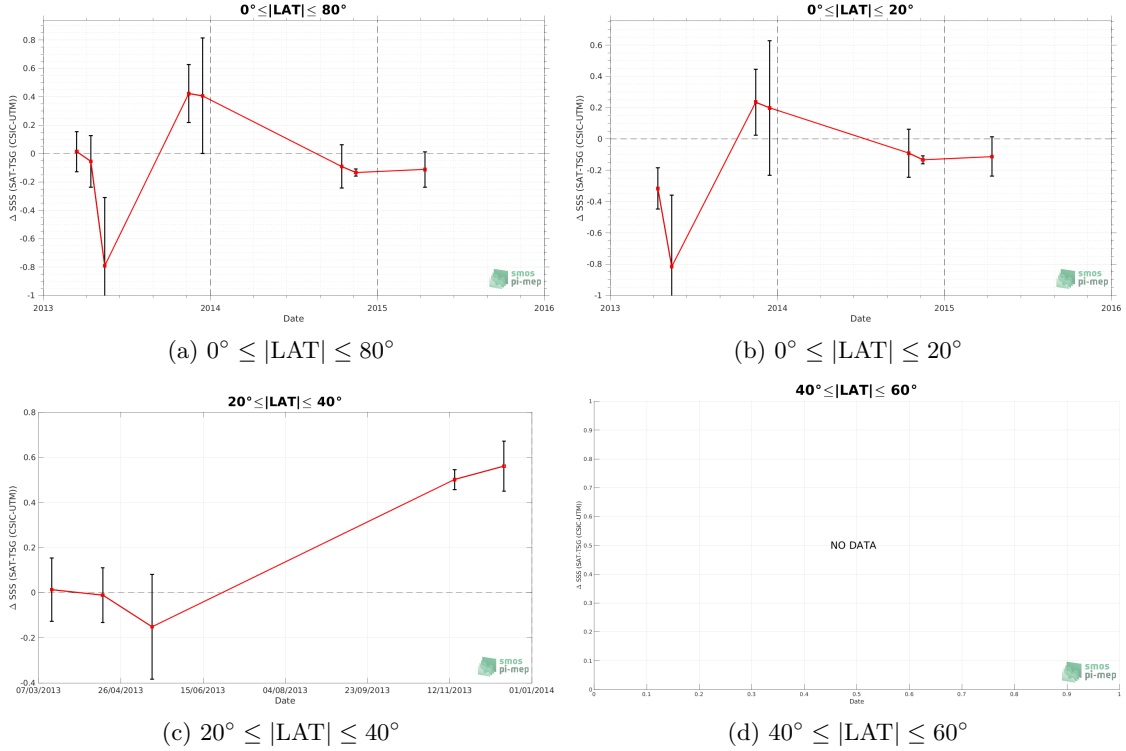 0°≤|LAT|≤ 80°
Δ SSS (SAT-TSG (CSIC-UTM))
0.8
0.6
0.4
0.2
0
-0.2
-0.4
-0.6
-0.8
-1
2013
2014
2015
2016
Date
smos
pi-mep
(a) 0° ≤ |LAT| ≤ 80°
0°≤|LAT|≤ 20°
Δ SSS (SAT-TSG (CSIC-UTM))
0.6
0.4
0.2
0
-0.2
-0.4
-0.6
-0.8
-1
2013
2014
2015
2016
Date
smos
pi-mep
(b) 0° ≤ |LAT| ≤ 20°
20°≤|LAT|≤ 40°
Δ SSS (SAT-TSG (CSIC-UTM))
0.8
0.6
0.4
0.2
0
-0.2
-0.4
07/03/2013
26/04/2013
15/06/2013
04/08/2013
23/09/2013
12/11/2013
01/01/2014
Date
smos
pi-mep
(c) 20° ≤ |LAT| ≤ 40°
40°≤|LAT|≤ 60°
Δ SSS (SAT-TSG (CSIC-UTM))
1
0.9
0.8
0.7
0.6
0.5
0.4
0.3
0.2
0.1
0
NO DATA
0
0.1
0.2
0.3
0.4
0.5
0.6
0.7
0.8
0.9
1
Date
smos
pi-mep
(d) 40° ≤ |LAT| ≤ 60°